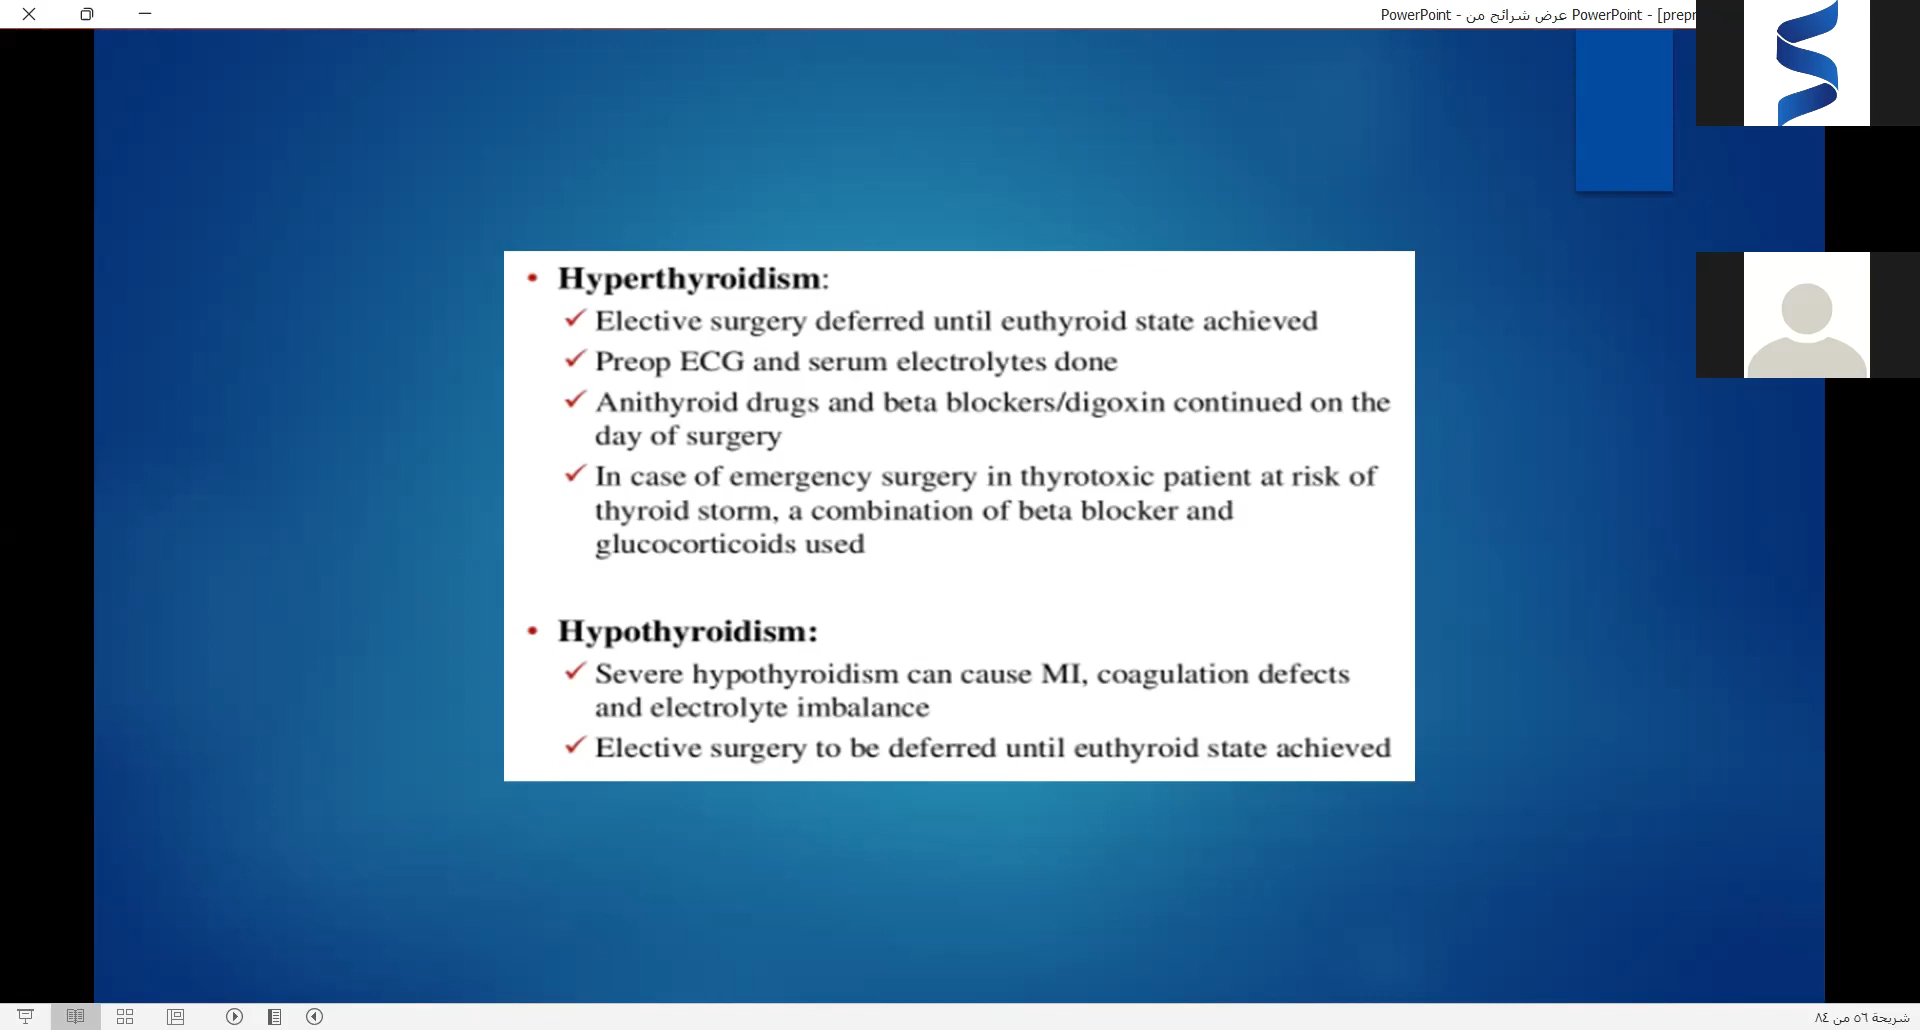 PowerPoint - عرض شرائح من PowerPoint - [prepr
• Hyperthyroidism:
✓ Elective surgery deferred until euthyroid state achieved
✓ Preop ECG and serum electrolytes done
✓ Anithyroid drugs and beta blockers/digoxin continued on the
day of surgery
✓ In case of emergency surgery in thyrotoxic patient at risk of
thyroid storm, a combination of beta blocker and
glucocorticoids used
• Hypothyroidism:
✓ Severe hypothyroidism can cause MI, coagulation defects
and electrolyte imbalance
✓ Elective surgery to be deferred until euthyroid state achieved
شريحة ٥٦ من ٨٤